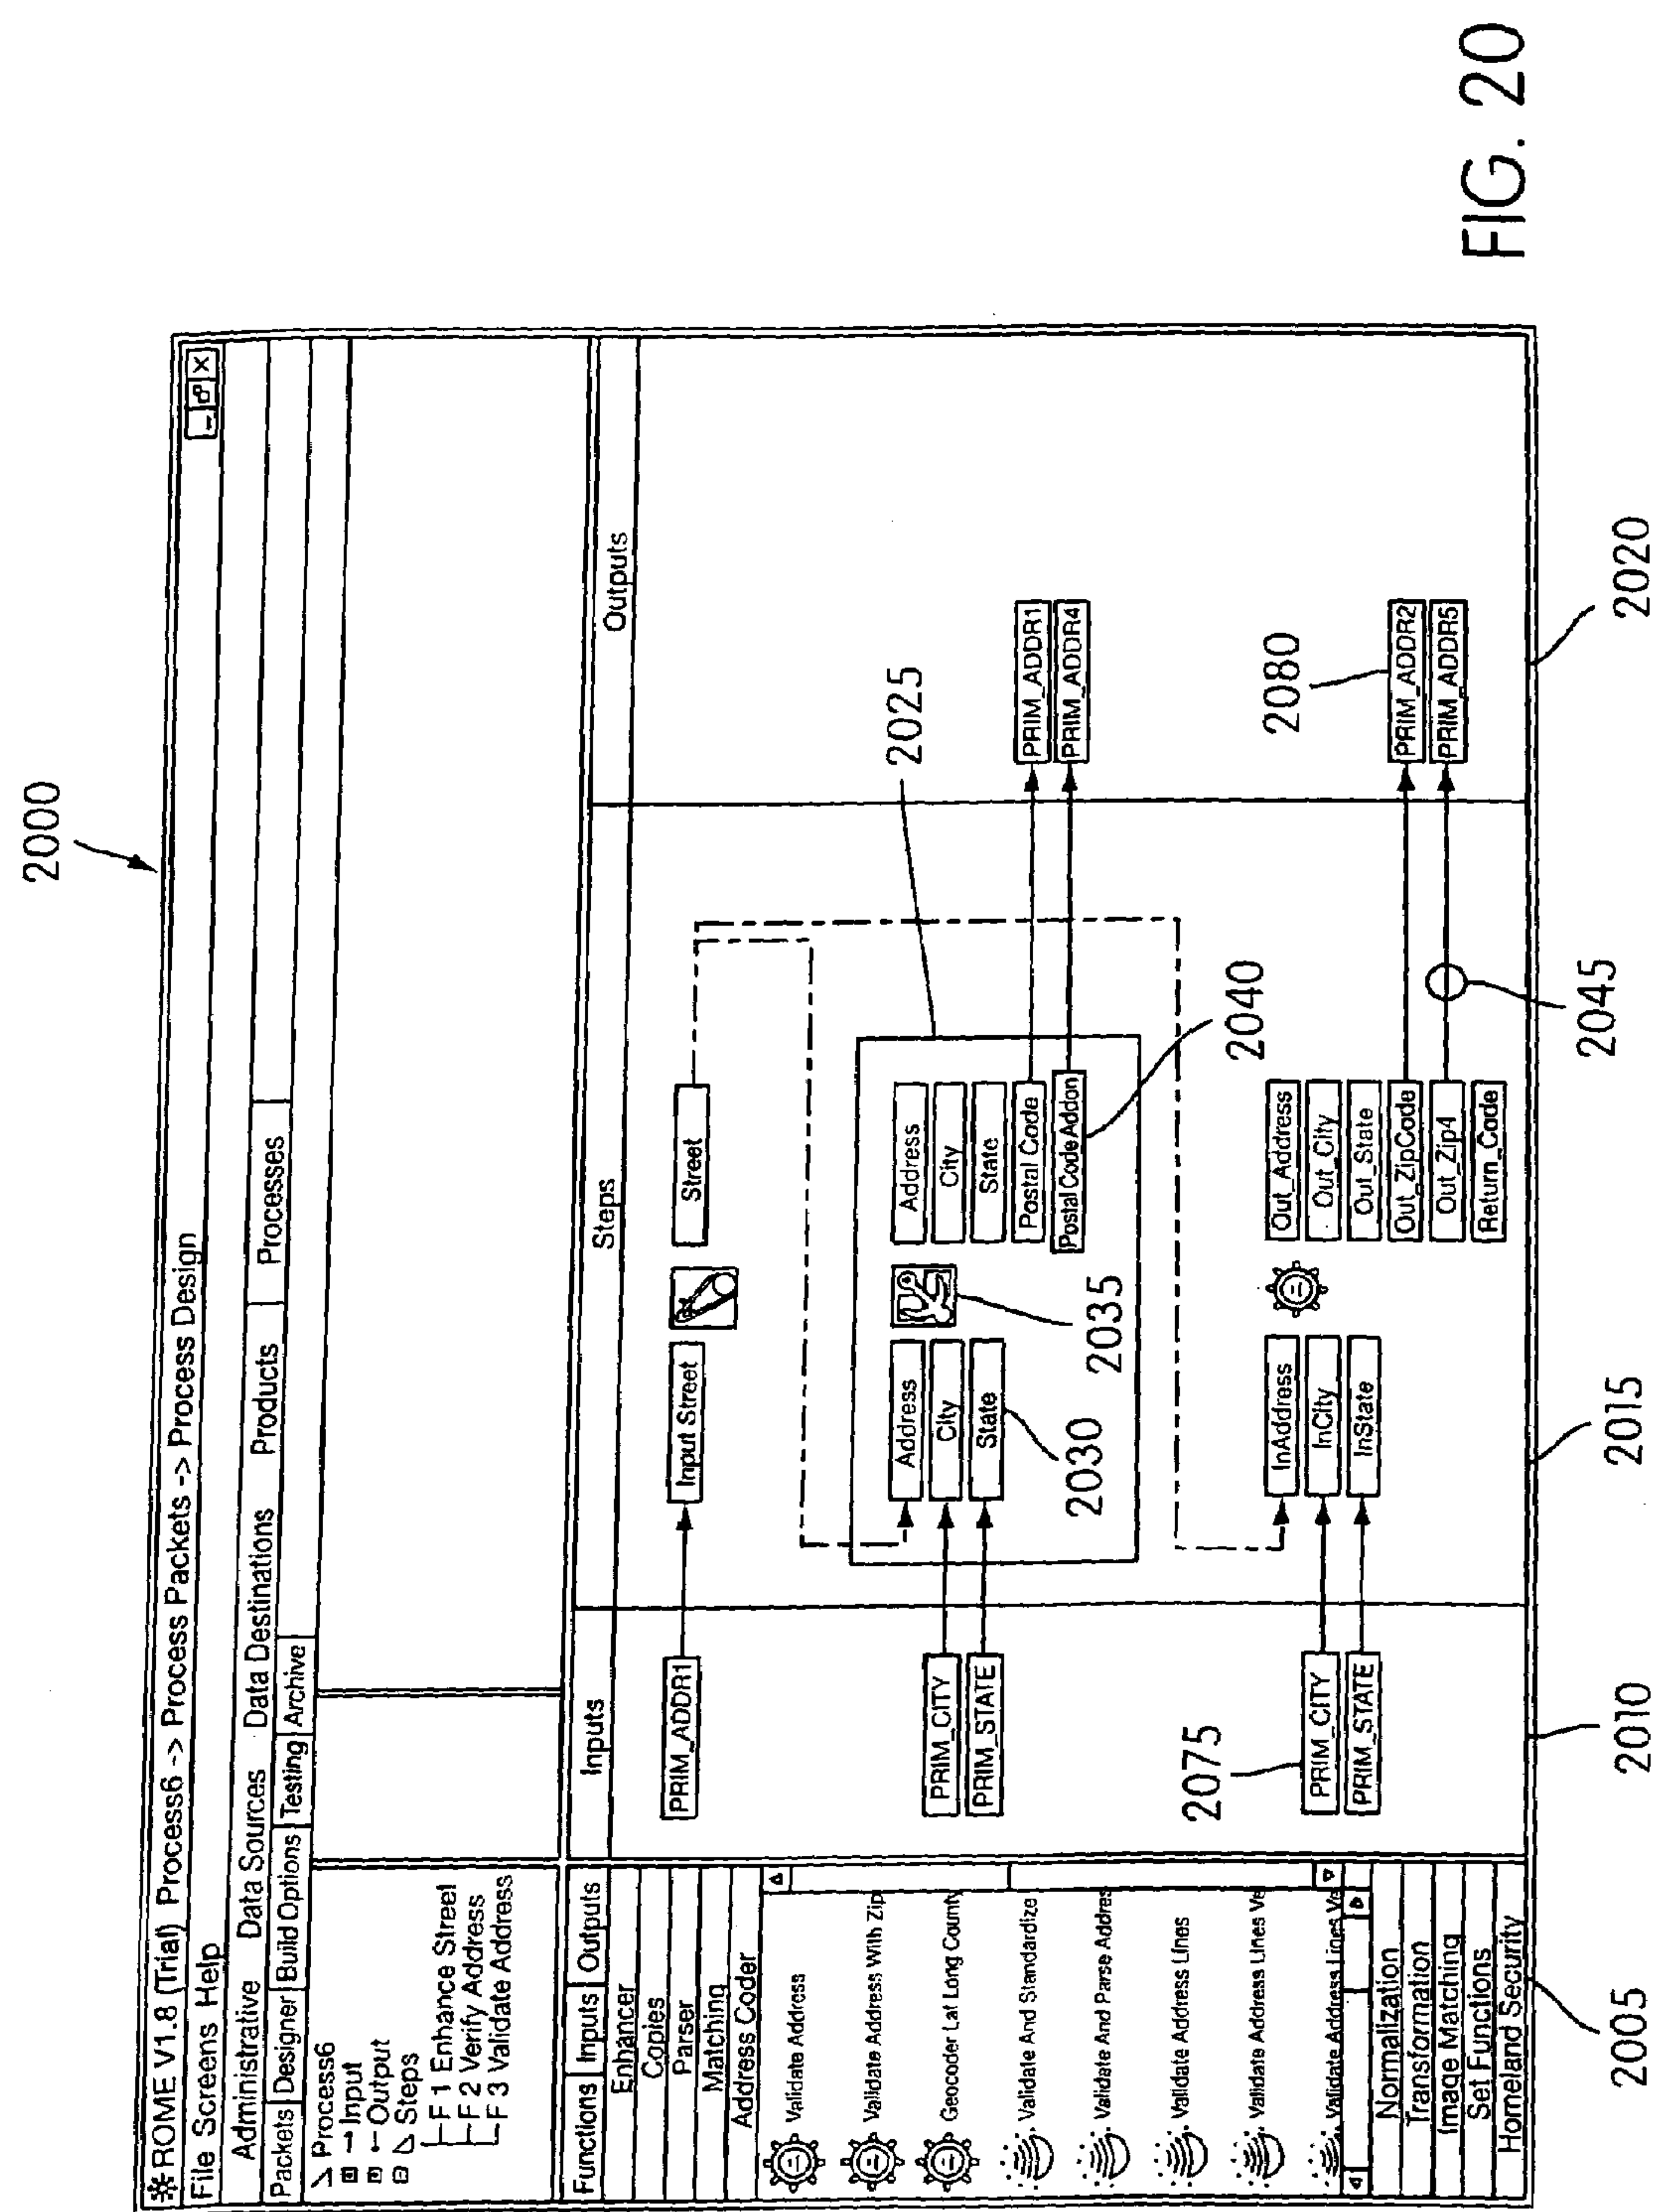 2000
ROME V1.8 (Trial) Process6 -> Process Packets -> Process Design
File Screens Help
Administrative Data Sources Data Destinations Products Processes
Packets Designer Build Options Testing Archive
Process6
Input
Output
Steps
F 1 Enhance Street
F 2 Verify Address
F 3 Validate Address
Functions Inputs Outputs
Enhancer
Copies
Parser
Matching
Address Coder
Validate Address
Validate Address With Zip
Geocoder Lat Long County
Validate And Standardize
Validate And Parse Addres
Validate Address Lines
Validate Address Lines Ve
Validate Address Lines Ve
Normalization
Transformation
Image Matching
Set Functions
Homeland Security
Inputs
Steps
Outputs
PRIM_ADDR1
Input Street
Street
2025
PRIM_CITY
PRIM_STATE
Address
City
State
Address
City
State
Postal Code
Postal Code Addon
PRIM_ADDR1
PRIM_ADDR4
2030
2035
2040
2075
2080
PRIM_CITY
PRIM_STATE
InAddress
InCity
InState
Out_Address
Out_City
Out_State
Out_ZipCode
Out_Zip4
Return_Code
PRIM_ADDR2
PRIM_ADDR5
2045
2005
2010
2015
2020
FIG. 20